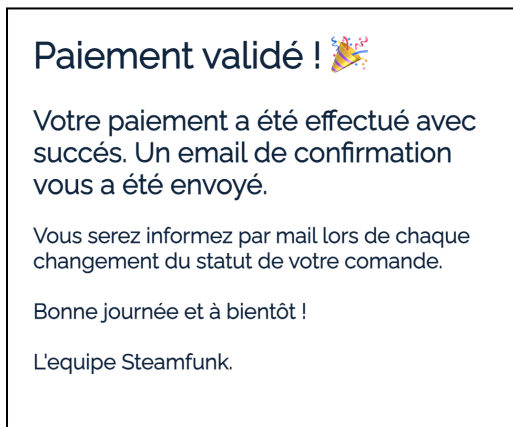 Paiement validé ! 🎉
Votre paiement a été effectué avec
succés. Un email de confirmation
vous a été envoyé.
Vous serez informez par mail lors de chaque
changement du statut de votre comande.
Bonne journée et à bientôt !
L'equipe Steamfunk.